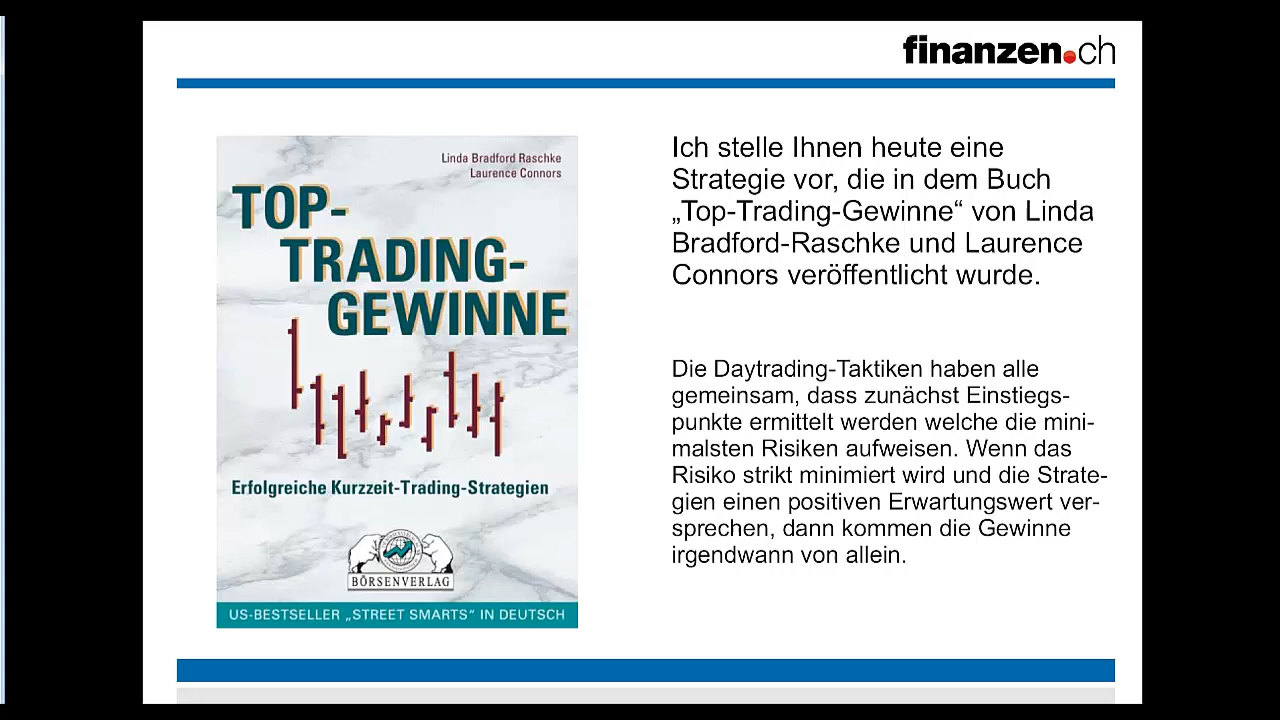 finanzen.ch
Linda Bradford Raschke
Laurence Connors
TOP-
TRADING-
GEWINNE
Erfolgreiche Kurzzeit-Trading-Strategien
BÖRSENVERLAG
US-BESTSELLER „STREET SMARTS“ IN DEUTSCH
Ich stelle Ihnen heute eine
Strategie vor, die in dem Buch
„Top-Trading-Gewinne“ von Linda
Bradford-Raschke und Laurence
Connors veröffentlicht wurde.
Die Daytrading-Taktiken haben alle
gemeinsam, dass zunächst Einstiegs-
punkte ermittelt werden welche die mini-
malsten Risiken aufweisen. Wenn das
Risiko strikt minimiert wird und die Strate-
gien einen positiven Erwartungswert ver-
sprechen, dann kommen die Gewinne
irgendwann von allein.